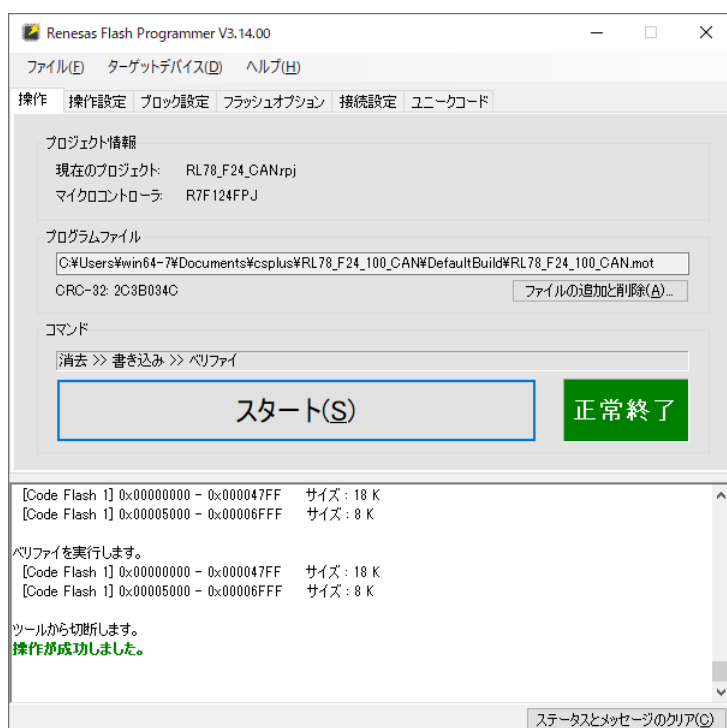 Renesas Flash Programmer V3.14.00
ファイル(F) ターゲットデバイス(D) ヘルプ(H)
操作 操作設定 ブロック設定 フラッシュオプション 接続設定 ユニークコード
プロジェクト情報
現在のプロジェクト: RL78_F24_CAN.rpj
マイクロコントローラ: R7F124FPJ
プログラムファイル
C:¥Users¥win64-7¥Documents¥csplus¥RL78_F24_100_CAN¥DefaultBuild¥RL78_F24_100_CAN.mot
CRC-32: 2C3B034C ファイルの追加と削除(A)...
コマンド
消去 >> 書き込み >> ベリファイ
スタート(S) 正常終了
[Code Flash 1] 0x00000000 - 0x000047FF サイズ : 18 K
[Code Flash 1] 0x00005000 - 0x00006FFF サイズ : 8 K
ベリファイを実行します。
[Code Flash 1] 0x00000000 - 0x000047FF サイズ : 18 K
[Code Flash 1] 0x00005000 - 0x00006FFF サイズ : 8 K
ツールから切断します。
操作が成功しました。
ステータスとメッセージのクリア(C)